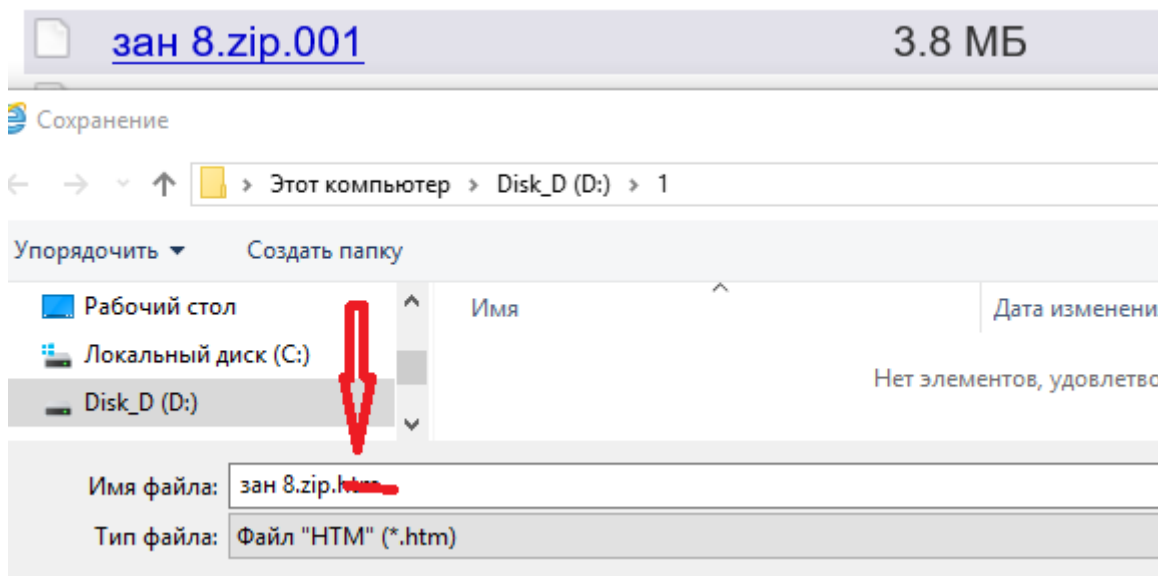 зан 8.zip.001 3.8 МБ
Сохранение
Этот компьютер > Disk_D (D:) > 1
Упорядочить Создать папку
Рабочий стол
Имя Дата изменени
Локальный диск (C:)
Нет элементов, удовлетво
Disk_D (D:)
Имя файла: зан 8.zip.htm
Тип файла: Файл "HTM" (*.htm)